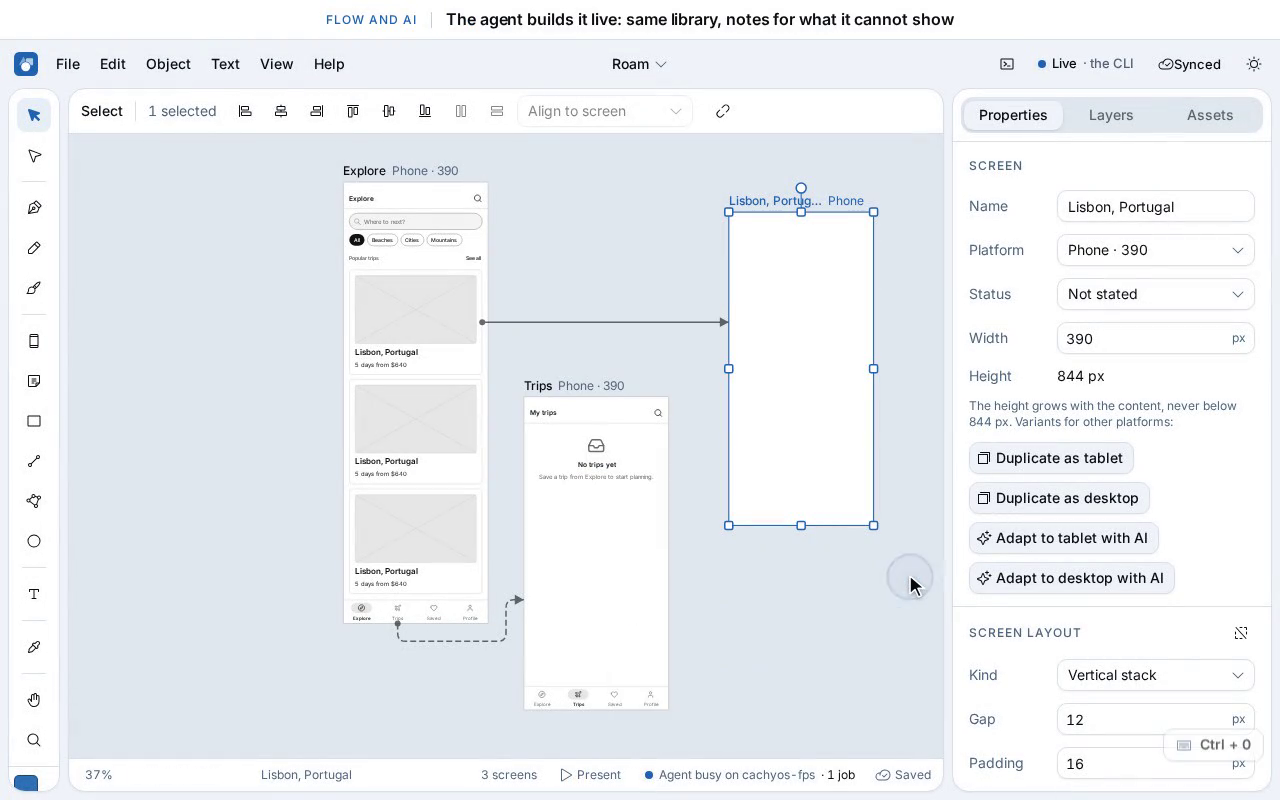 FLOW AND AI
The agent builds it live: same library, notes for what it cannot show
File Edit Object Text View Help
Roam
Live · the CLI
Synced
Select
1 selected
Align to screen
Properties Layers Assets
Explore Phone · 390
Explore
Where to next?
All Beaches Cities Mountains
Popular trips See all
Lisbon, Portugal
5 days from $640
Lisbon, Portugal
5 days from $640
Lisbon, Portugal
5 days from $640
Explore Trips Saved Profile
Trips Phone · 390
My trips
No trips yet
Save a trip from Explore to start planning.
Explore Trips Saved Profile
Lisbon, Portug... Phone
SCREEN
Name Lisbon, Portugal
Platform Phone · 390
Status Not stated
Width 390 px
Height 844 px
The height grows with the content, never below
844 px. Variants for other platforms:
Duplicate as tablet
Duplicate as desktop
Adapt to tablet with AI
Adapt to desktop with AI
SCREEN LAYOUT
Kind Vertical stack
Gap 12 px
Ctrl + 0
Padding 16 px
37%
Lisbon, Portugal
3 screens
Present
Agent busy on cachyos-fps · 1 job
Saved